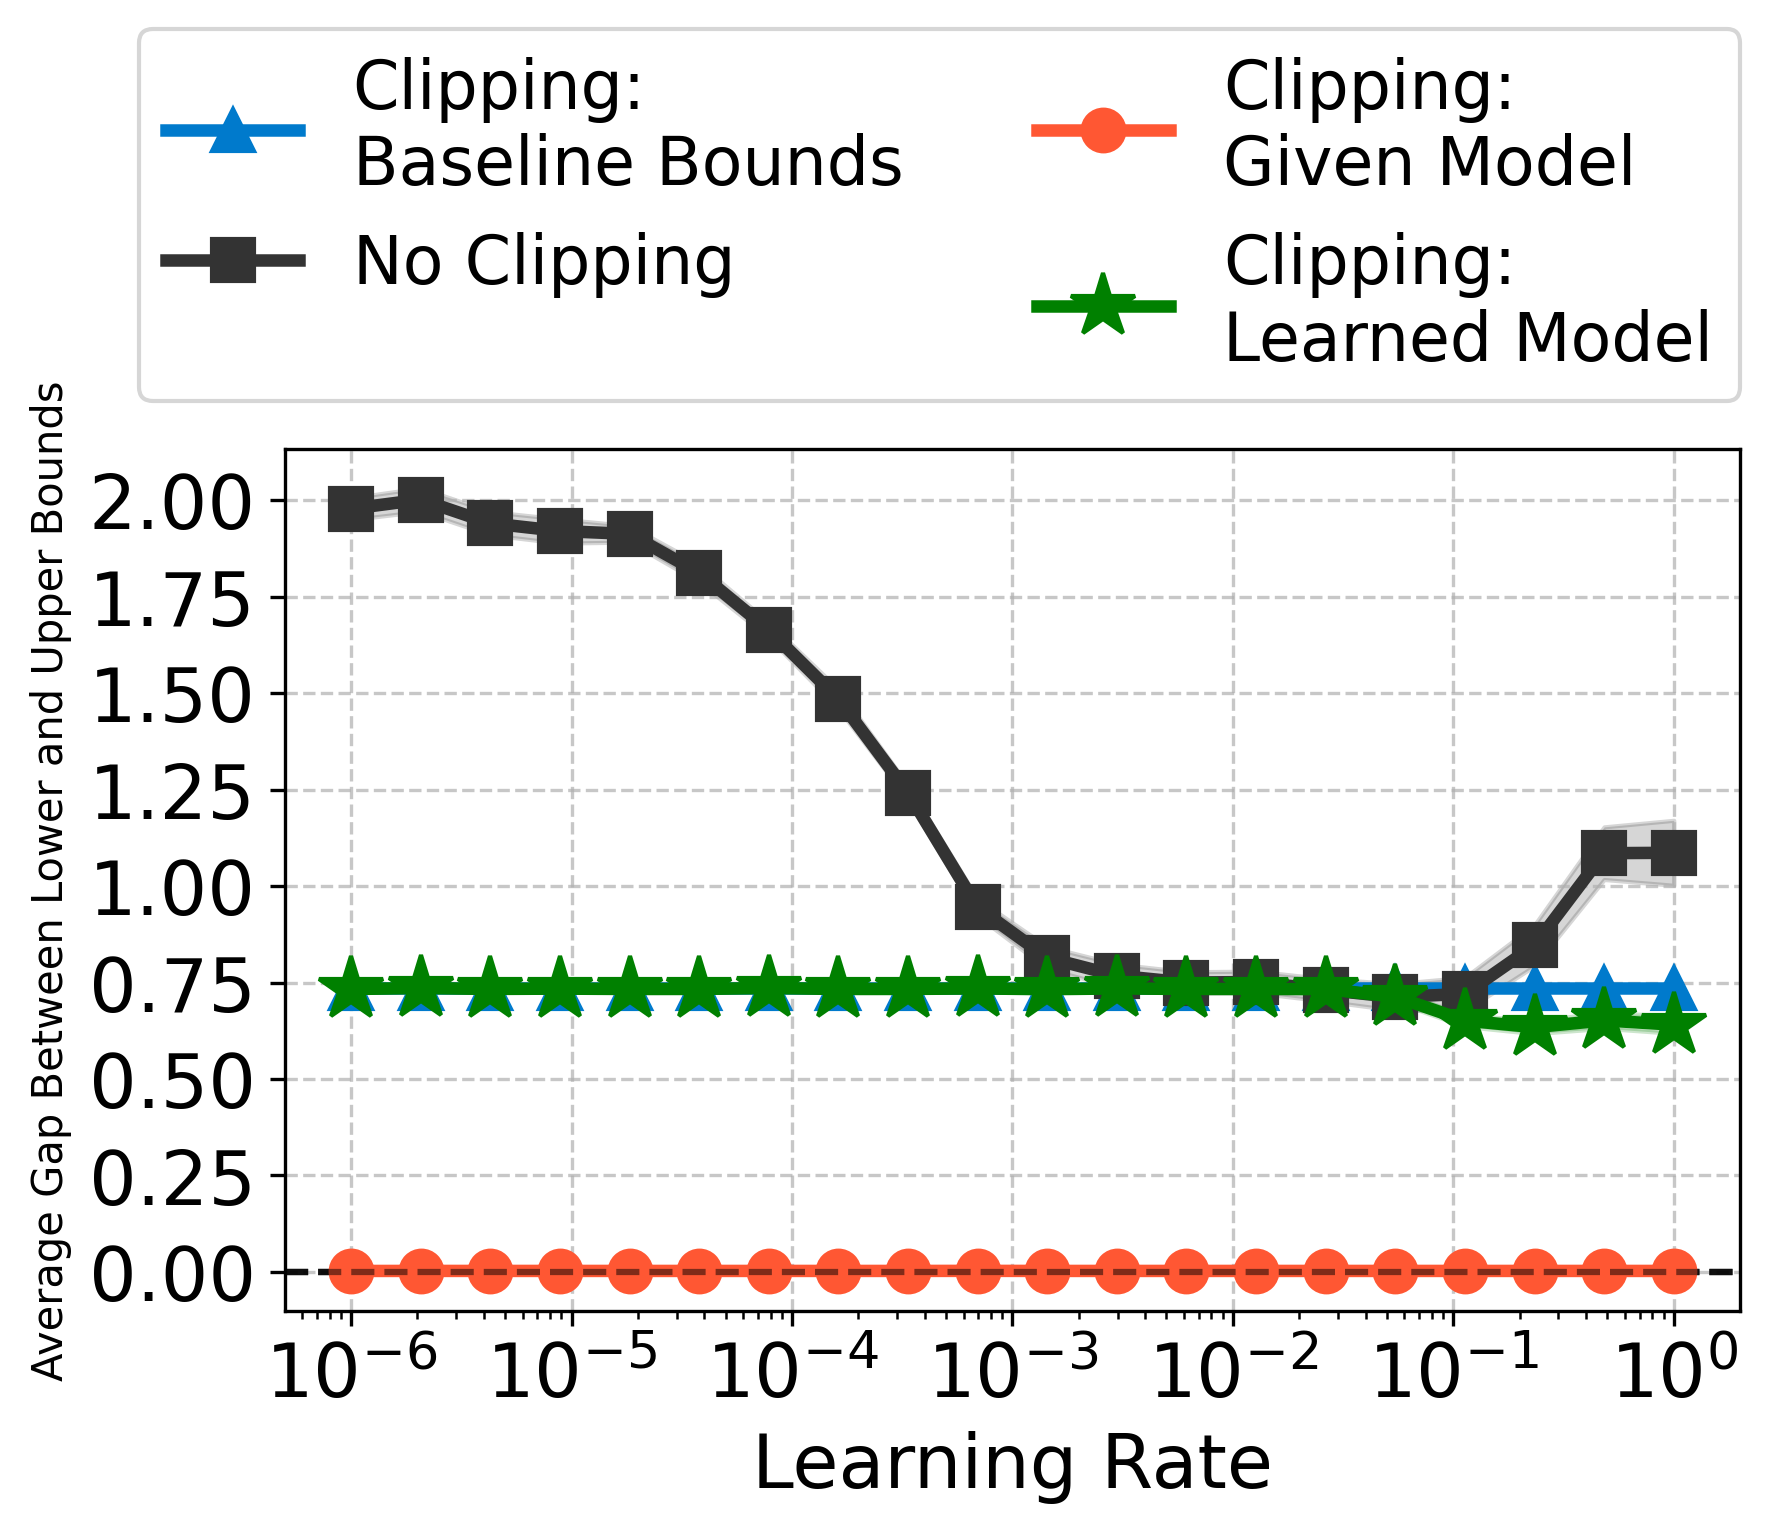 Clipping:
Baseline Bounds
No Clipping
Clipping:
Given Model
Clipping:
Learned Model
Average Gap Between Lower and Upper Bounds
2.00
1.75
1.50
1.25
1.00
0.75
0.50
0.25
0.00
10⁻⁶ 10⁻⁵ 10⁻⁴ 10⁻³ 10⁻² 10⁻¹ 10⁰
Learning Rate